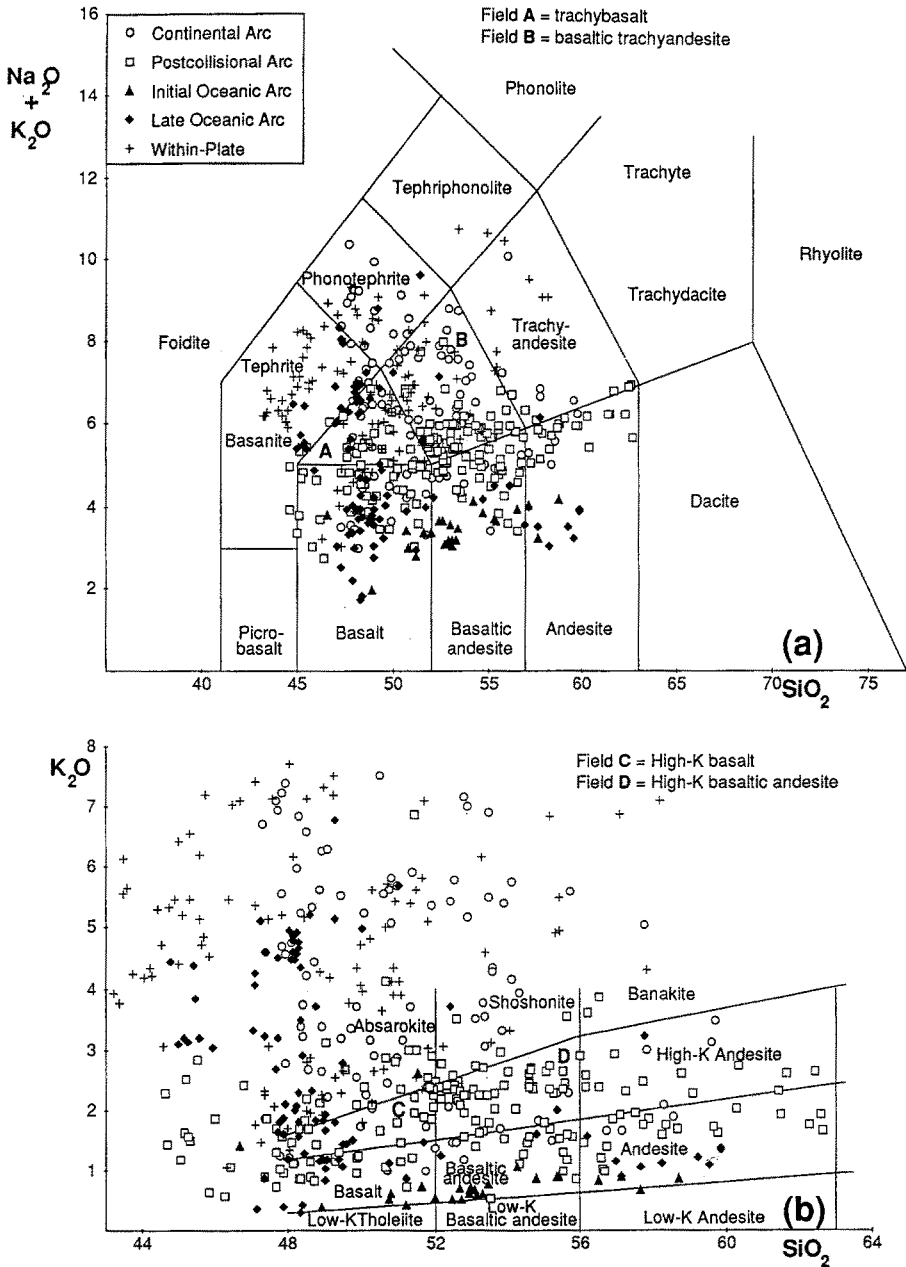 16
14
12
10
8
6
4
2
Na₂O
+
K₂O
Continental Arc
Postcollisional Arc
Initial Oceanic Arc
Late Oceanic Arc
Within-Plate
Field A = trachybasalt
Field B = basaltic trachyandesite
Phonolite
Tephriphonolite
Trachyte
Rhyolite
Phonotephrite
Trachydacite
Foidite
B
Trachy-
andesite
Tephrite
Basanite
A
Dacite
Picro-
basalt
Basalt
Basaltic
andesite
Andesite
(a)
40
45
50
55
60
65
70
75
SiO₂
K₂O
8
7
6
5
4
3
2
1
Field C = High-K basalt
Field D = High-K basaltic andesite
Shoshonite
Banakite
Absarokite
D
High-K Andesite
C
Basaltic
andesite
Andesite
Basalt
Low-K
Low-K Tholeiite
Basaltic andesite
Low-K Andesite
(b)
44
48
52
56
60
64
SiO₂